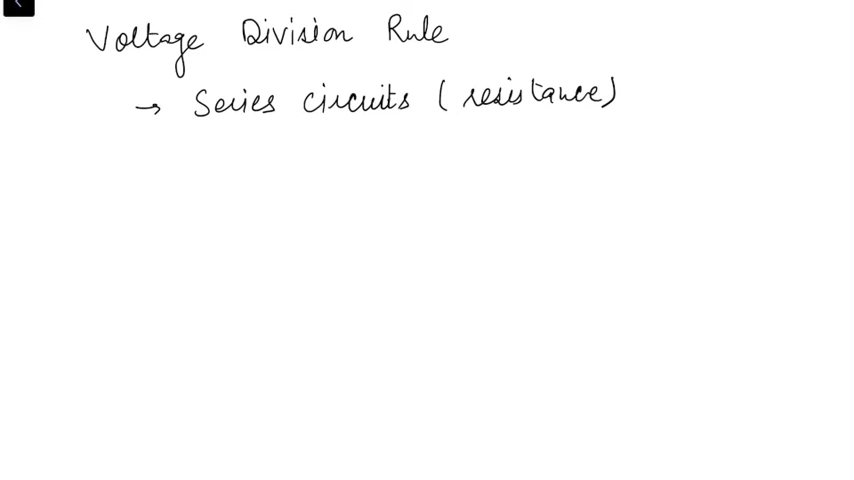 Voltage Division Rule
→ Series circuits (resistance)